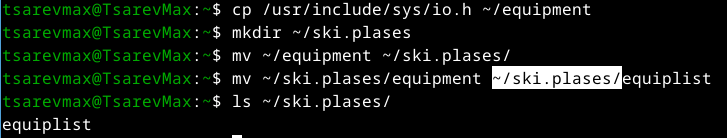 tsarevmax@TsarevMax:~$ cp /usr/include/sys/io.h ~/equipment
tsarevmax@TsarevMax:~$ mkdir ~/ski.plases
tsarevmax@TsarevMax:~$ mv ~/equipment ~/ski.plases/
tsarevmax@TsarevMax:~$ mv ~/ski.plases/equipment ~/ski.plases/equiplist
tsarevmax@TsarevMax:~$ ls ~/ski.plases/
equiplist